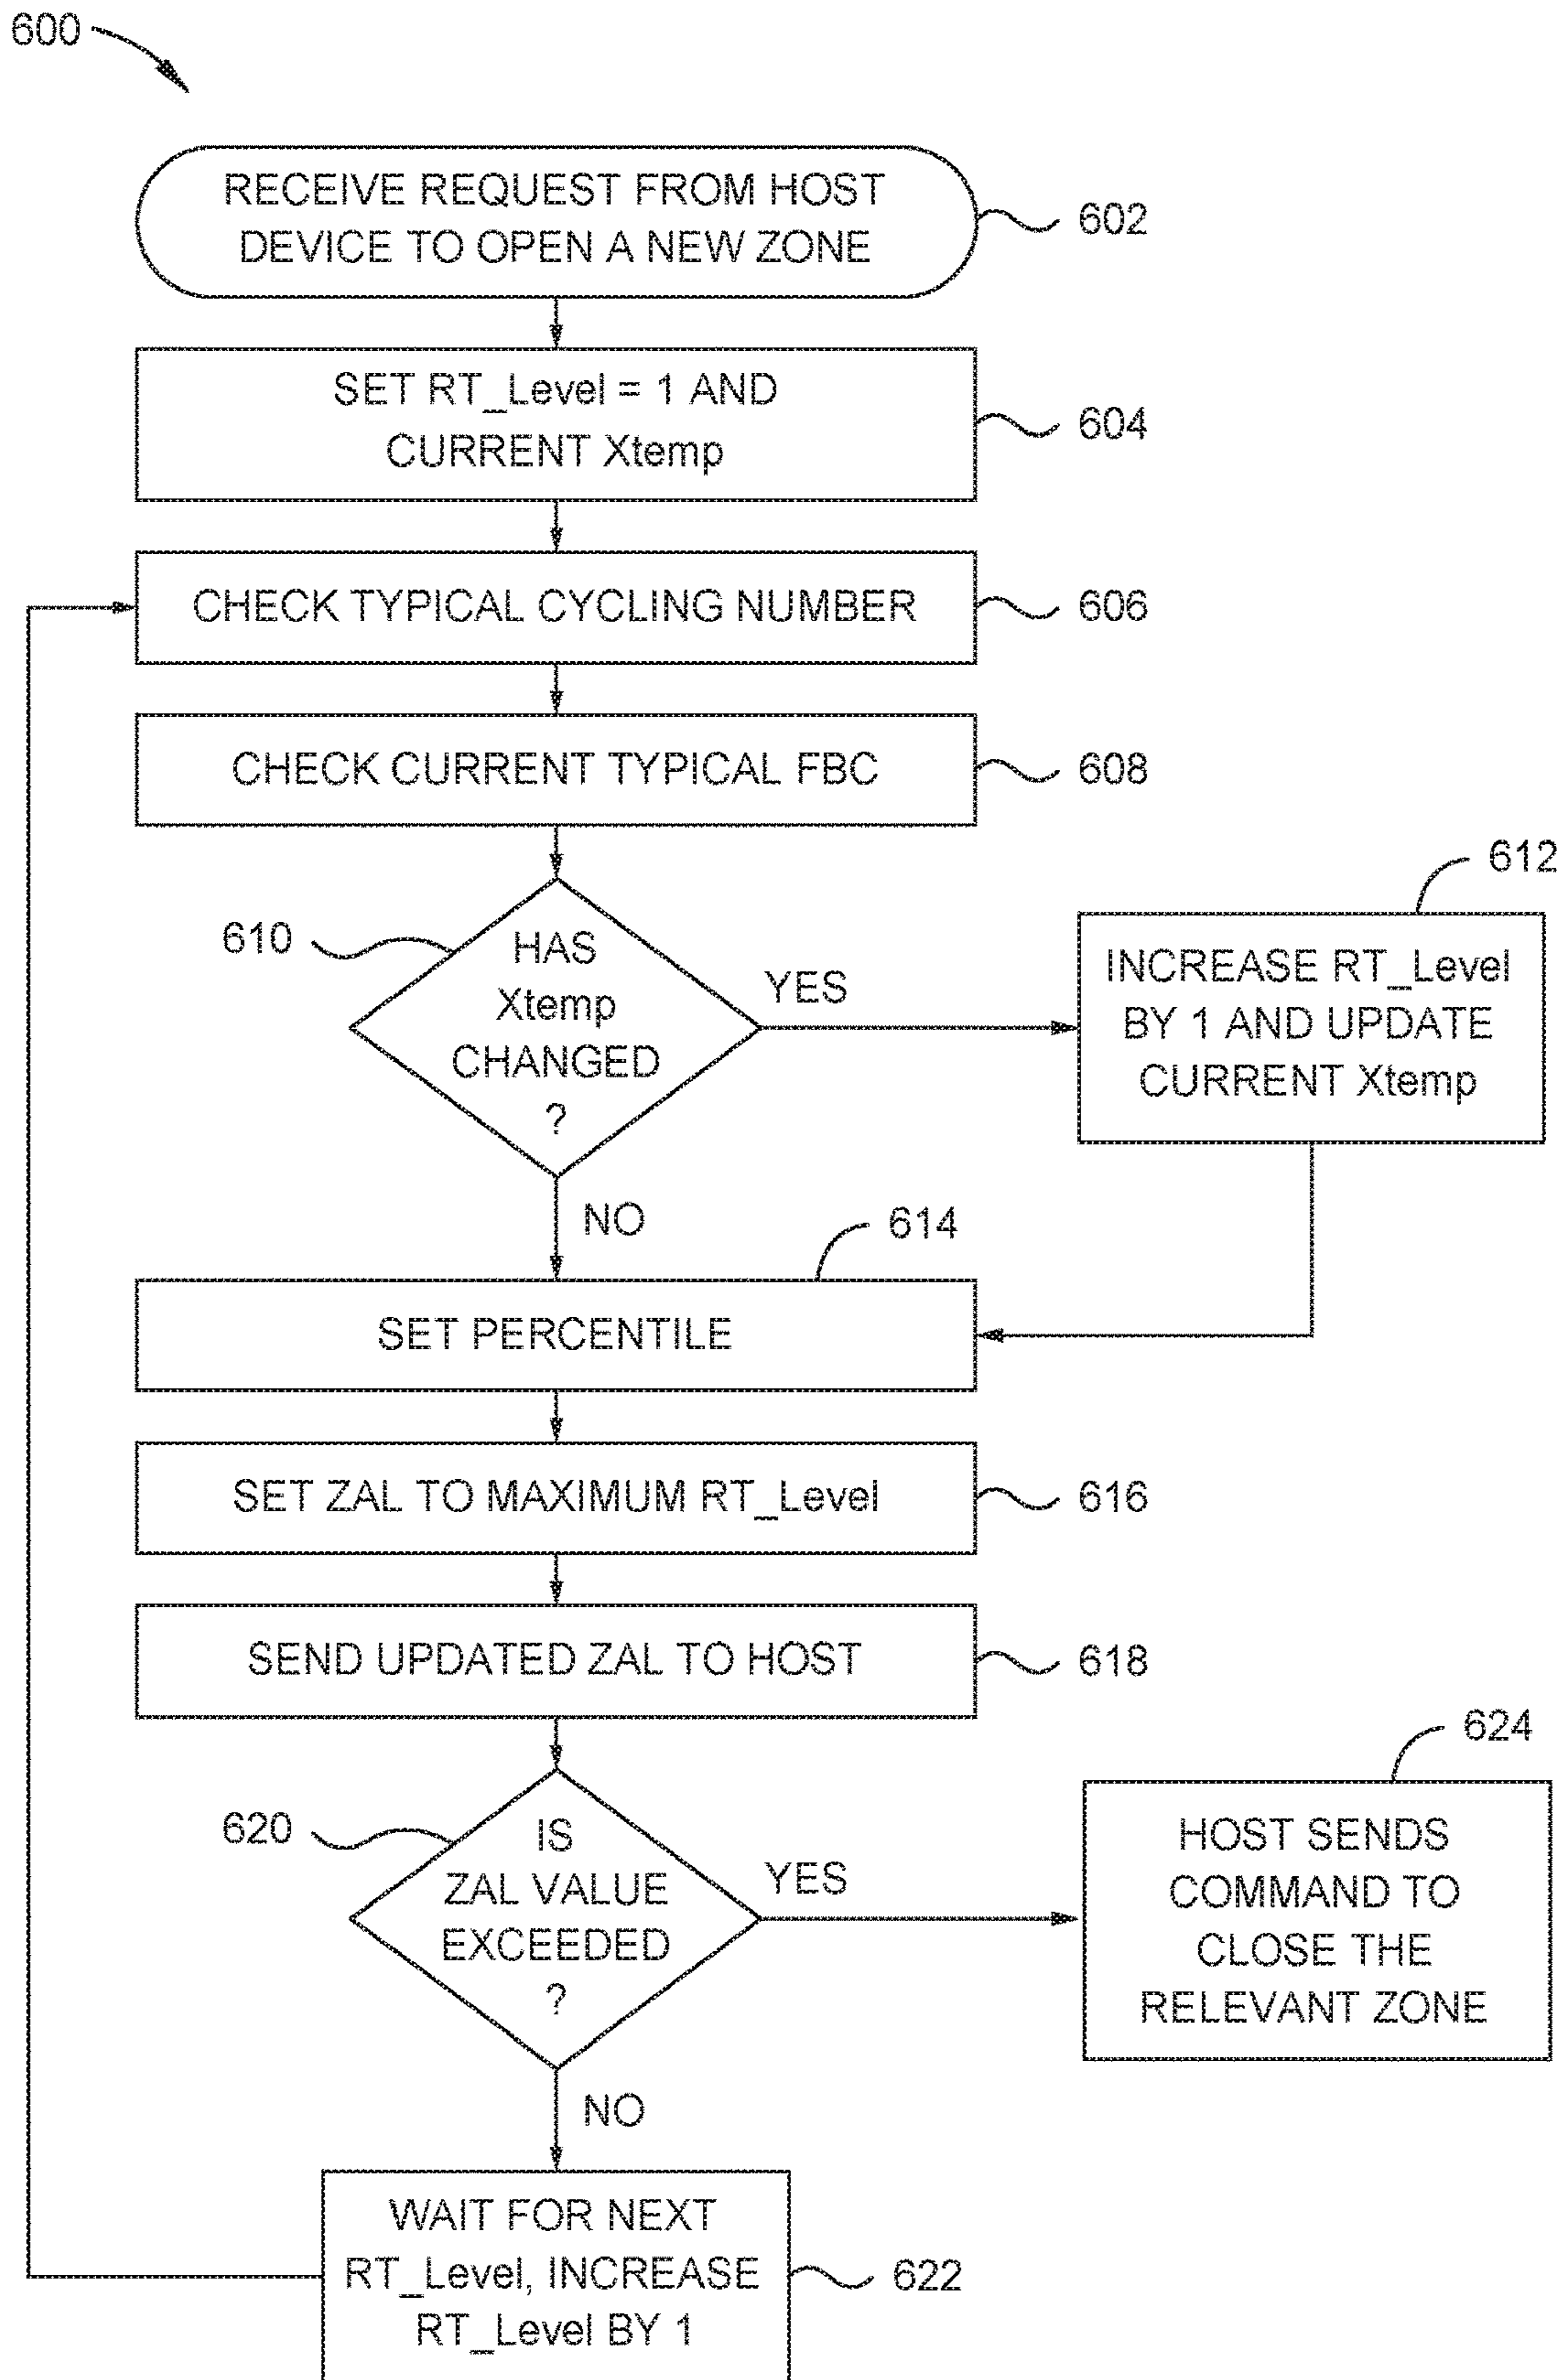 600
RECEIVE REQUEST FROM HOST
DEVICE TO OPEN A NEW ZONE
602
SET RT_Level = 1 AND
CURRENT Xtemp
604
CHECK TYPICAL CYCLING NUMBER
606
CHECK CURRENT TYPICAL FBC
608
610
HAS
Xtemp
CHANGED
?
YES
612
INCREASE RT_Level
BY 1 AND UPDATE
CURRENT Xtemp
NO
614
SET PERCENTILE
SET ZAL TO MAXIMUM RT_Level
616
SEND UPDATED ZAL TO HOST
618
620
IS
ZAL VALUE
EXCEEDED
?
YES
624
HOST SENDS
COMMAND TO
CLOSE THE
RELEVANT ZONE
NO
WAIT FOR NEXT
RT_Level, INCREASE
RT_Level BY 1
622